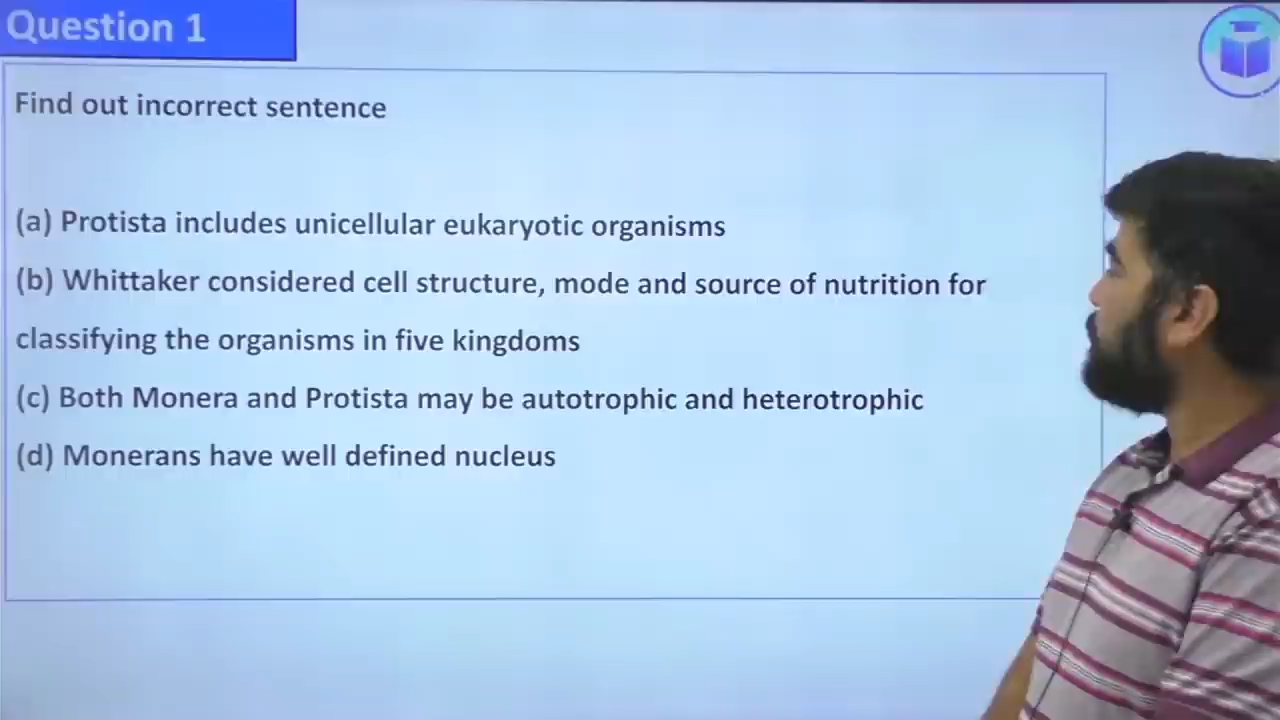 Question 1
Find out incorrect sentence
(a) Protista includes unicellular eukaryotic organisms
(b) Whittaker considered cell structure, mode and source of nutrition for
classifying the organisms in five kingdoms
(c) Both Monera and Protista may be autotrophic and heterotrophic
(d) Monerans have well defined nucleus